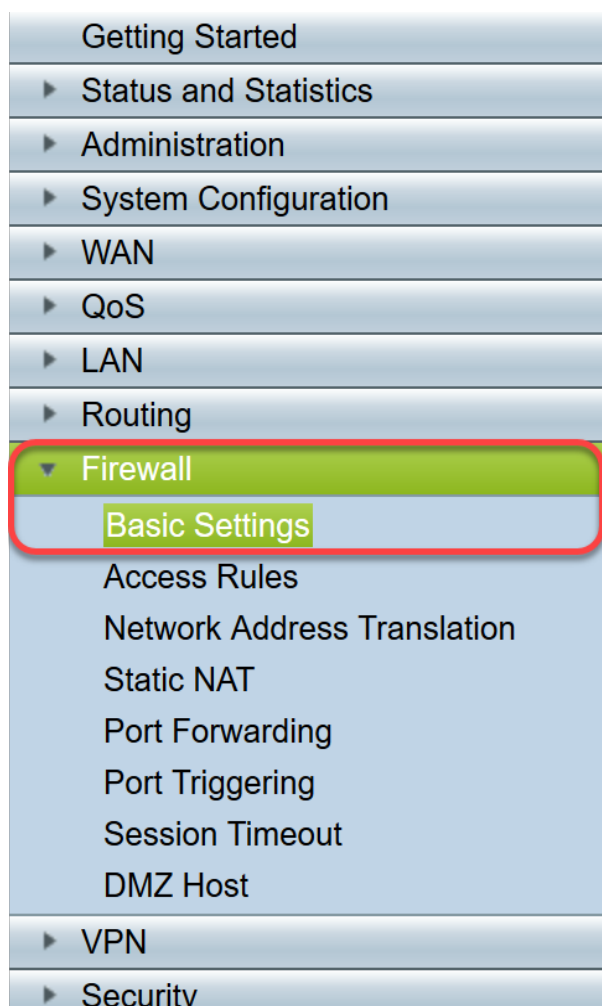 Getting Started
Status and Statistics
Administration
System Configuration
WAN
QoS
LAN
Routing
Firewall
Basic Settings
Access Rules
Network Address Translation
Static NAT
Port Forwarding
Port Triggering
Session Timeout
DMZ Host
VPN
Security